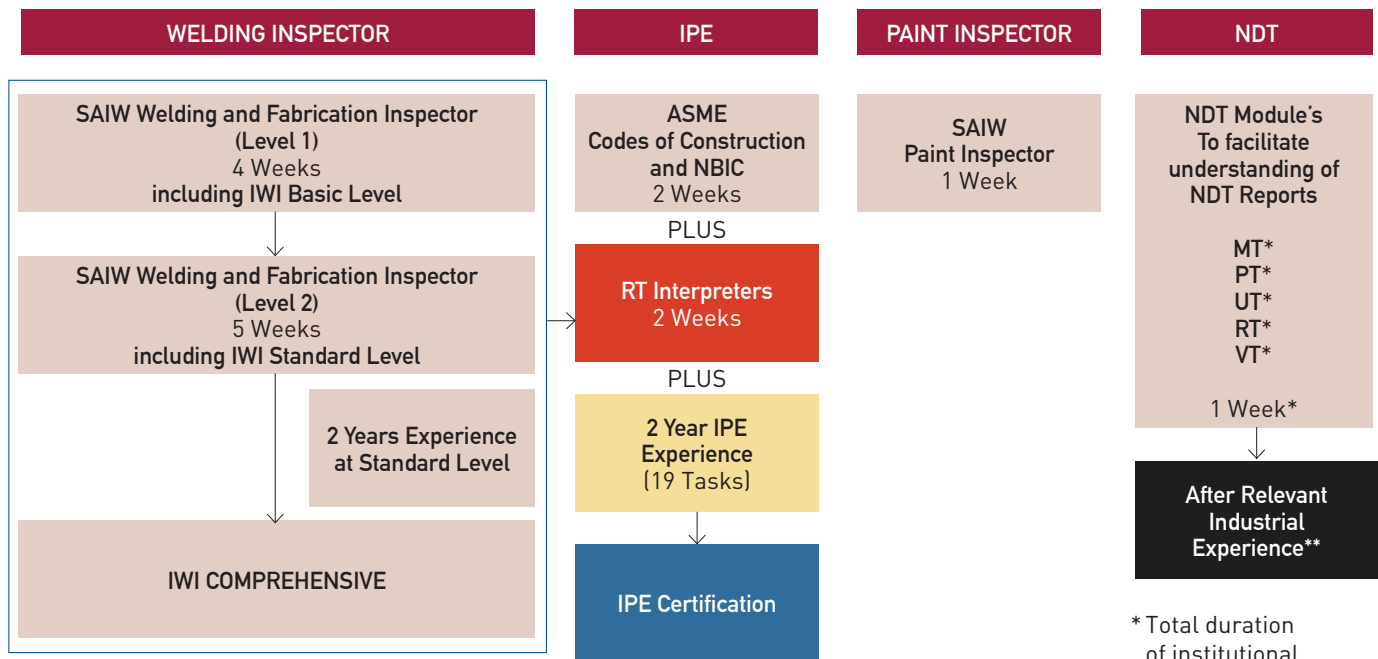 WELDING INSPECTOR
SAIW Welding and Fabrication Inspector
(Level 1)
4 Weeks
including IWI Basic Level
SAIW Welding and Fabrication Inspector
(Level 2)
5 Weeks
including IWI Standard Level
2 Years Experience
at Standard Level
IWI COMPREHENSIVE
IPE
ASME
Codes of Construction
and NBIC
2 Weeks
PLUS
RT Interpreters
2 Weeks
PLUS
2 Year IPE
Experience
(19 Tasks)
IPE Certification
PAINT INSPECTOR
SAIW
Paint Inspector
1 Week
NDT
NDT Module's
To facilitate
understanding of
NDT Reports
MT*
PT*
UT*
RT*
VT*
1 Week*
After Relevant
Industrial
Experience**
* Total duration
of institutional